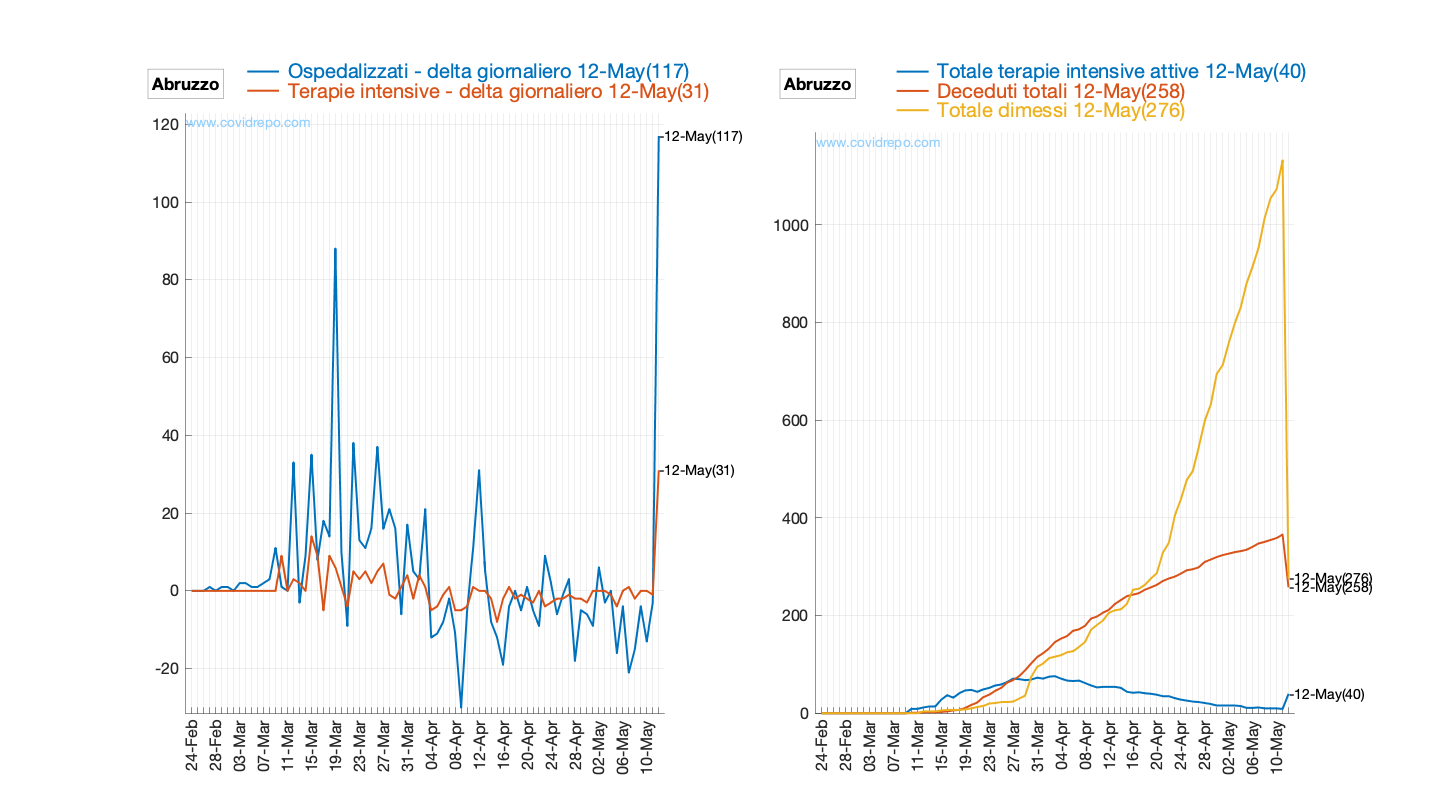 Abruzzo
Ospedalizzati - delta giornaliero 12-May(117)
Terapie intensive - delta giornaliero 12-May(31)
www.covidrepo.com
120
100
80
60
40
20
0
-20
12-May(117)
12-May(31)
24-Feb
28-Feb
03-Mar
07-Mar
11-Mar
15-Mar
19-Mar
23-Mar
27-Mar
31-Mar
04-Apr
08-Apr
12-Apr
16-Apr
20-Apr
24-Apr
28-Apr
02-May
06-May
10-May
Abruzzo
Totale terapie intensive attive 12-May(40)
Deceduti totali 12-May(258)
Totale dimessi 12-May(276)
www.covidrepo.com
1000
800
600
400
200
0
12-May(276)
12-May(258)
12-May(40)
24-Feb
28-Feb
03-Mar
07-Mar
11-Mar
15-Mar
19-Mar
23-Mar
27-Mar
31-Mar
04-Apr
08-Apr
12-Apr
16-Apr
20-Apr
24-Apr
28-Apr
02-May
06-May
10-May